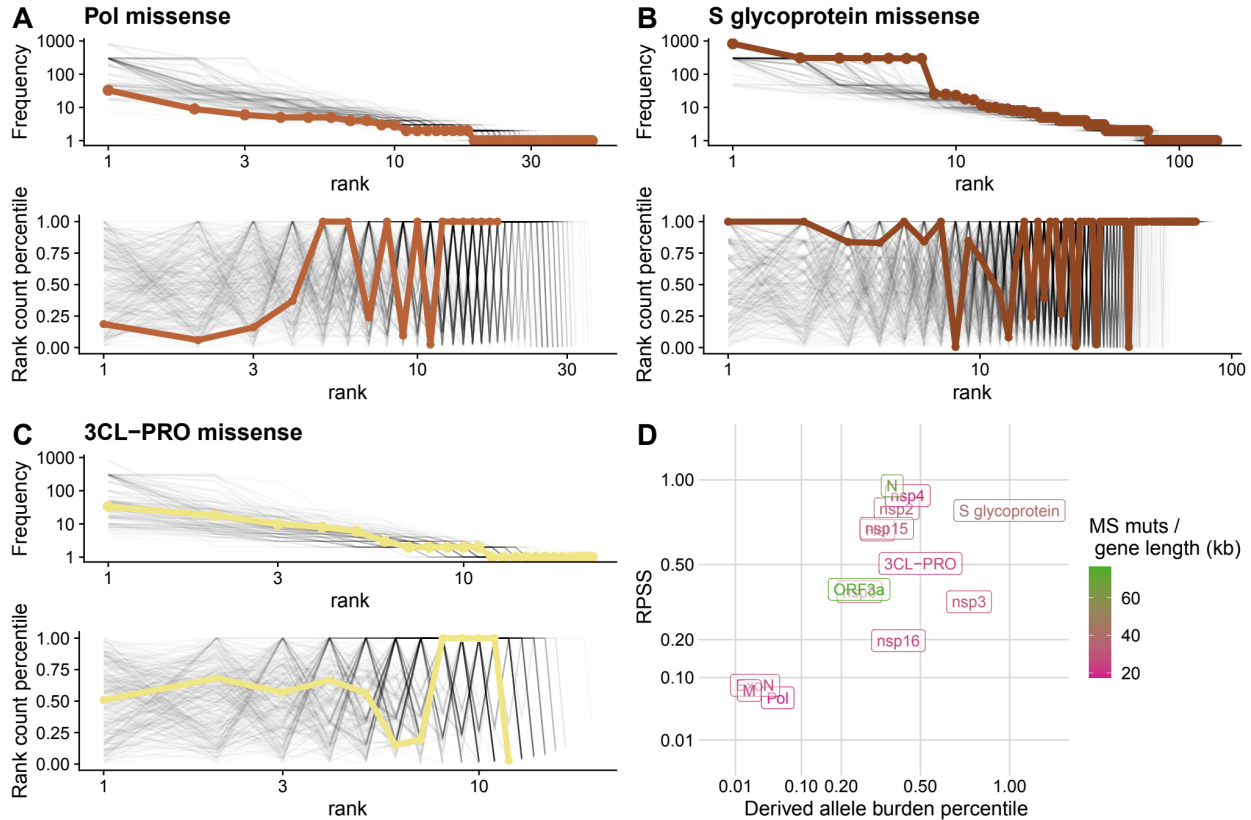 A
Pol missense
Frequency
1000
100
10
1
1
3
10
30
rank
Rank count percentile
1.00
0.75
0.50
0.25
0.00
1
3
10
30
rank
B
S glycoprotein missense
Frequency
1000
100
10
1
1
10
100
rank
Rank count percentile
1.00
0.75
0.50
0.25
0.00
1
10
100
rank
C
3CL−PRO missense
Frequency
1000
100
10
1
1
3
10
rank
Rank count percentile
1.00
0.75
0.50
0.25
0.00
1
3
10
rank
D
RPSS
1.00
0.50
0.20
0.10
0.01
N
nsp4
nsp2
S glycoprotein
nsp15
3CL−PRO
ORF3a
nsp3
nsp16
ExoN
M
Pol
0.01
0.10
0.20
0.50
1.00
Derived allele burden percentile
MS muts /
gene length (kb)
60
40
20